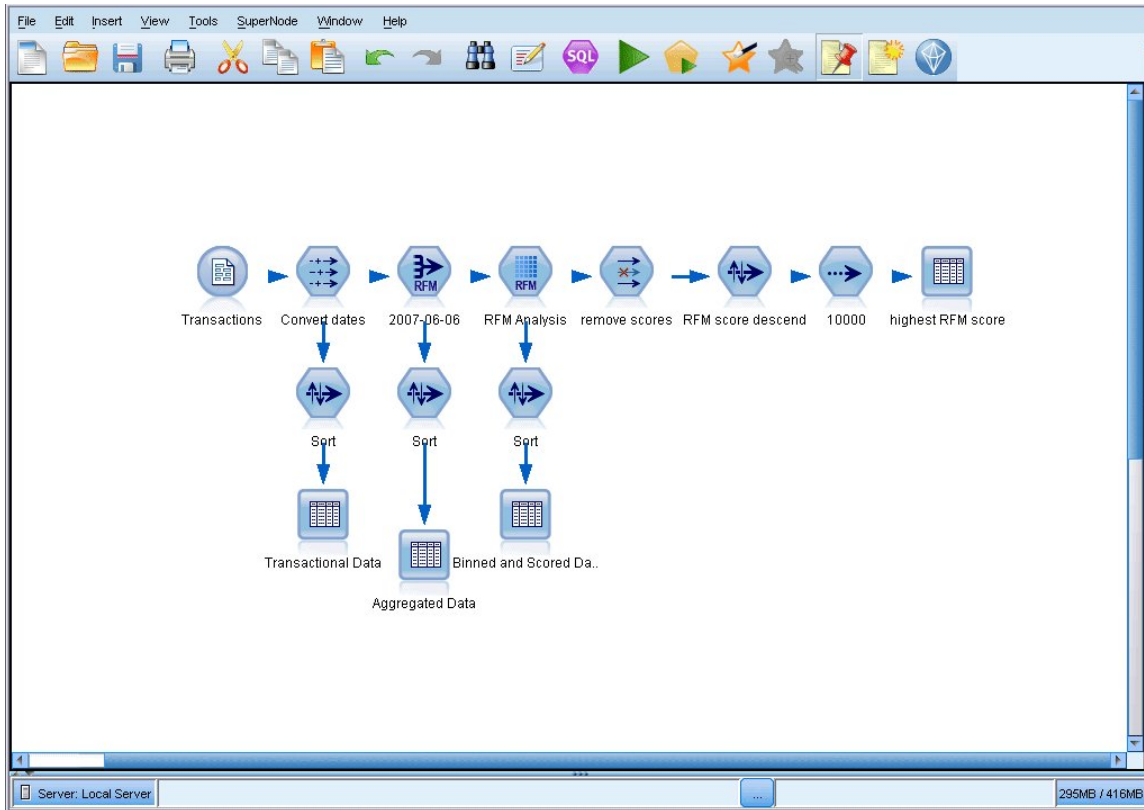 File Edit Insert View Tools SuperNode Window Help
SQL
RFM RFM
Transactions Convert dates 2007-06-06 RFM Analysis remove scores RFM score descend 10000 highest RFM score
Sort Sort Sort
Transactional Data Binned and Scored Da..
Aggregated Data
Server: Local Server ... 295MB / 416MB